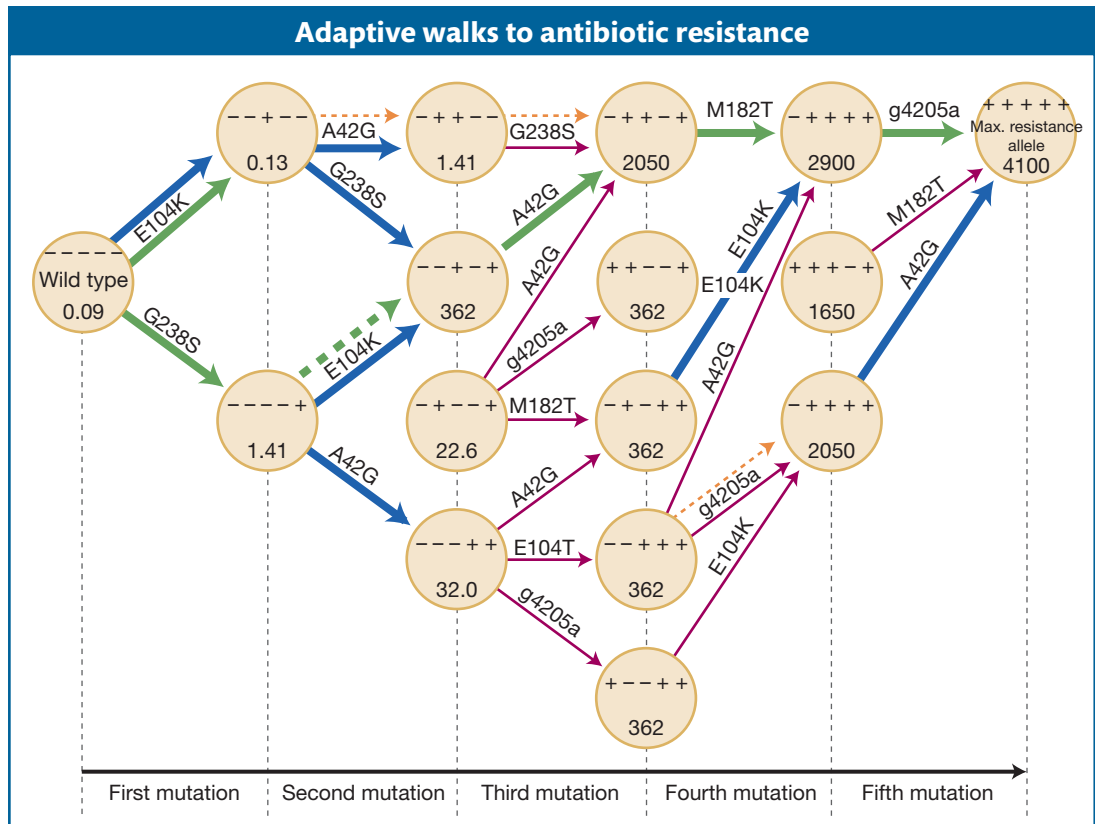 Adaptive walks to antibiotic resistance
– – – – –
Wild type
0.09
E104K
G238S
– – + – –
0.13
– – – – +
1.41
A42G
G238S
E104K
A42G
– + + – –
1.41
– – + – +
362
– + – – +
22.6
– – – + +
32.0
G238S
A42G
A42G
g4205a
M182T
A42G
E104T
g4205a
– + + – +
2050
+ + – – +
362
– + – + +
362
– – + + +
362
+ – – + +
362
M182T
E104K
E104K
A42G
g4205a
E104K
– + + + +
2900
+ + + – +
1650
– + + + +
2050
g4205a
M182T
A42G
+ + + + +
Max. resistance
allele
4100
First mutation
Second mutation
Third mutation
Fourth mutation
Fifth mutation